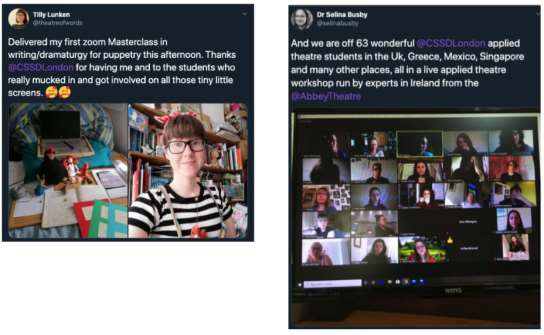 Tilly Lunken
@theatreofwords
Delivered my first zoom Masterclass in
writing/dramaturgy for puppetry this afternoon. Thanks
@CSSDLondon for having me and to the students who
really mucked in and got involved on all those tiny little
screens. 🥰🥰
Dr Selina Busby
@selinabusby
And we are off 63 wonderful @CSSDLondon applied
theatre students in the Uk, Greece, Mexico, Singapore
and many other places, all in a live applied theatre
workshop run by experts in Ireland from the
@AbbeyTheatre
BENQ